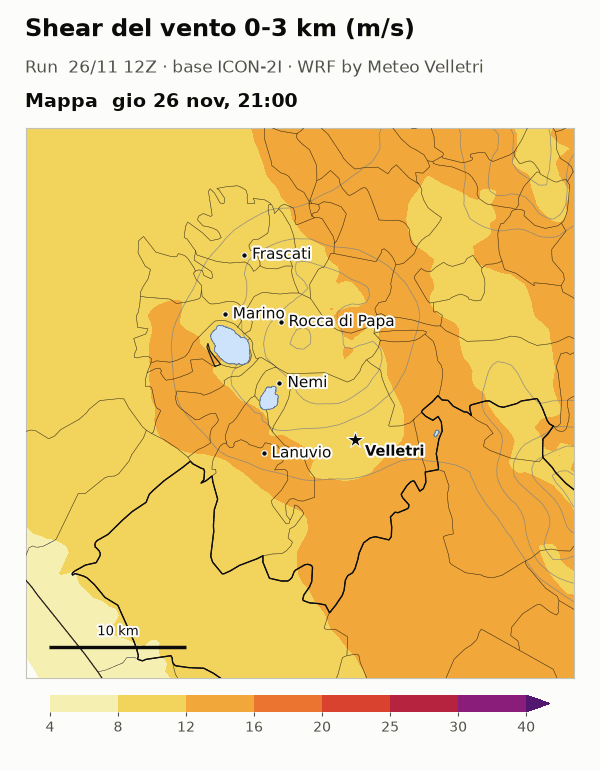 Shear del vento 0-3 km (m/s)
Run  26/11 12Z · base ICON-2I · WRF by Meteo Velletri
Mappa  gio 26 nov, 21:00
Frascati
Marino
Rocca di Papa
Nemi
Velletri
Lanuvio
10 km
4 8 12 16 20 25 30 40